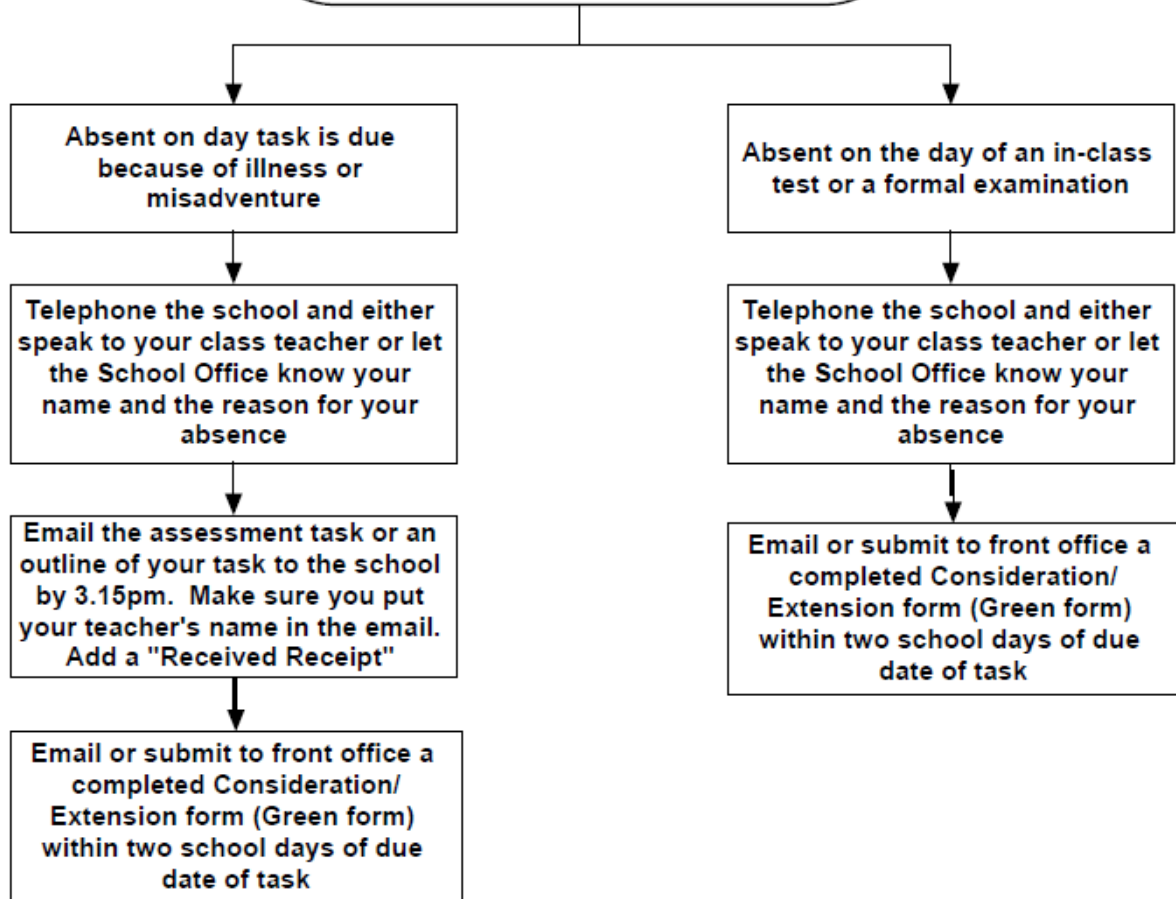 Absent on day task is due
because of illness or
misadventure
Telephone the school and either
speak to your class teacher or let
the School Office know your
name and the reason for your
absence
Email the assessment task or an
outline of your task to the school
by 3.15pm.  Make sure you put
your teacher's name in the email.
Add a "Received Receipt"
Email or submit to front office a
completed Consideration/
Extension form (Green form)
within two school days of due
date of task
Absent on the day of an in-class
test or a formal examination
Telephone the school and either
speak to your class teacher or let
the School Office know your
name and the reason for your
absence
Email or submit to front office a
completed Consideration/
Extension form (Green form)
within two school days of due
date of task